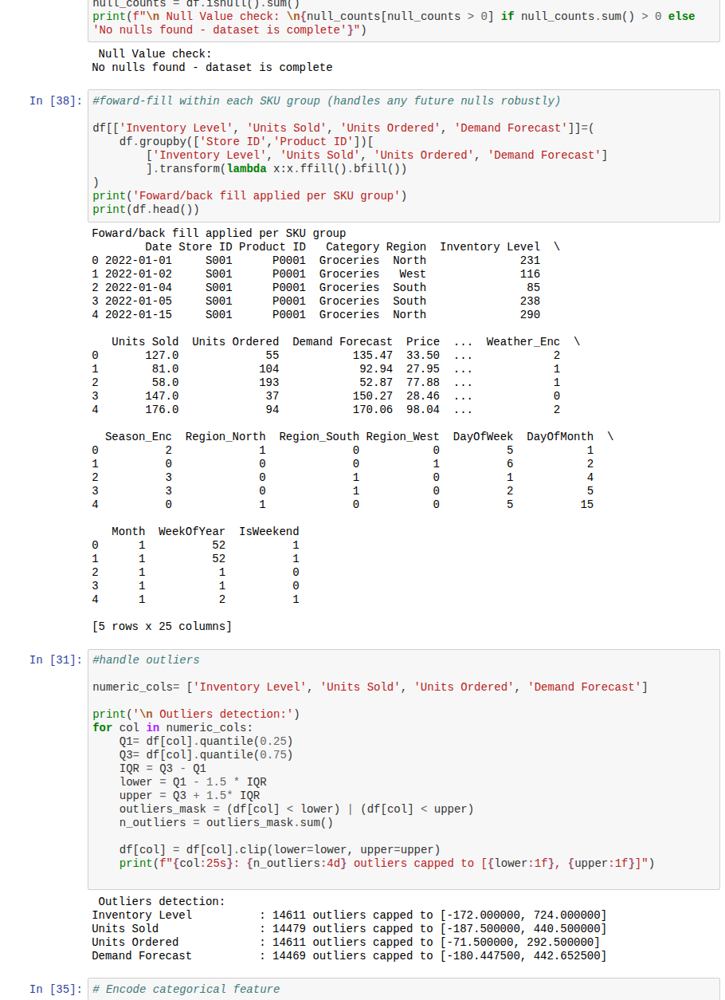 null_counts = df.isnull().sum()
print(f"\n Null Value check: \n{null_counts[null_counts > 0] if null_counts.sum() > 0 else
'No nulls found - dataset is complete'}")
 Null Value check:
No nulls found - dataset is complete
In [38]: #foward-fill within each SKU group (handles any future nulls robustly)
df[['Inventory Level', 'Units Sold', 'Units Ordered', 'Demand Forecast']]=(
    df.groupby(['Store ID','Product ID'])[
        ['Inventory Level', 'Units Sold', 'Units Ordered', 'Demand Forecast']
        ].transform(lambda x:x.ffill().bfill())
)
print('Foward/back fill applied per SKU group')
print(df.head())
Foward/back fill applied per SKU group
        Date Store ID Product ID   Category Region  Inventory Level  \
0 2022-01-01     S001      P0001  Groceries  North              231
1 2022-01-02     S001      P0001  Groceries   West              116
2 2022-01-04     S001      P0001  Groceries  South               85
3 2022-01-05     S001      P0001  Groceries  South              238
4 2022-01-15     S001      P0001  Groceries  North              290
   Units Sold  Units Ordered  Demand Forecast  Price  ...  Weather_Enc  \
0       127.0             55           135.47  33.50  ...            2
1        81.0            104            92.94  27.95  ...            1
2        58.0            193            52.87  77.88  ...            1
3       147.0             37           150.27  28.46  ...            0
4       176.0             94           170.06  98.04  ...            2
  Season_Enc  Region_North  Region_South Region_West  DayOfWeek  DayOfMonth  \
0          2             1             0           0          5           1
1          0             0             0           1          6           2
2          3             0             1           0          1           4
3          3             0             1           0          2           5
4          0             1             0           0          5          15
   Month  WeekOfYear  IsWeekend
0      1          52          1
1      1          52          1
2      1           1          0
3      1           1          0
4      1           2          1
[5 rows x 25 columns]
In [31]: #handle outliers
numeric_cols= ['Inventory Level', 'Units Sold', 'Units Ordered', 'Demand Forecast']
print('\n Outliers detection:')
for col in numeric_cols:
    Q1= df[col].quantile(0.25)
    Q3= df[col].quantile(0.75)
    IQR = Q3 - Q1
    lower = Q1 - 1.5 * IQR
    upper = Q3 + 1.5* IQR
    outliers_mask = (df[col] < lower) | (df[col] < upper)
    n_outliers = outliers_mask.sum()
    df[col] = df[col].clip(lower=lower, upper=upper)
    print(f"{col:25s}: {n_outliers:4d} outliers capped to [{lower:1f}, {upper:1f}]")
 Outliers detection:
Inventory Level          : 14611 outliers capped to [-172.000000, 724.000000]
Units Sold               : 14479 outliers capped to [-187.500000, 440.500000]
Units Ordered            : 14611 outliers capped to [-71.500000, 292.500000]
Demand Forecast          : 14469 outliers capped to [-180.447500, 442.652500]
In [35]: # Encode categorical feature